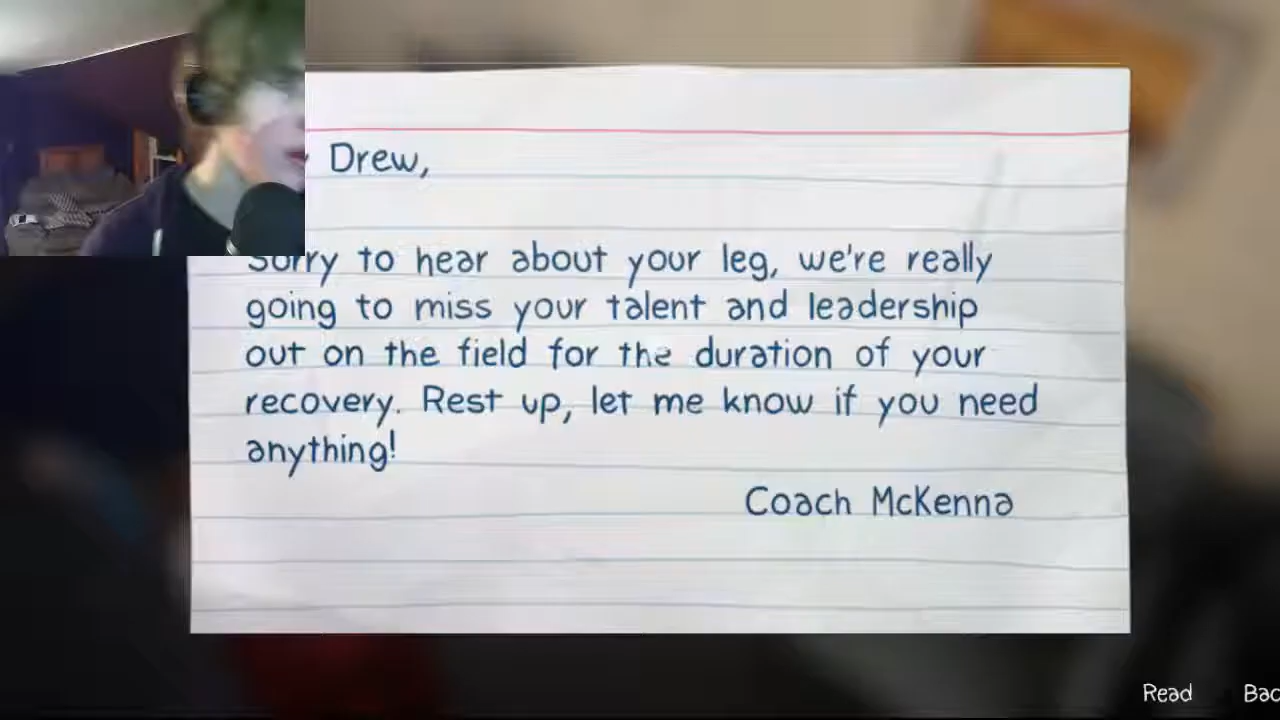 Drew,
Sorry to hear about your leg, we're really
going to miss your talent and leadership
out on the field for the duration of your
recovery. Rest up, let me know if you need
anything!
Coach McKenna
Read
Bac